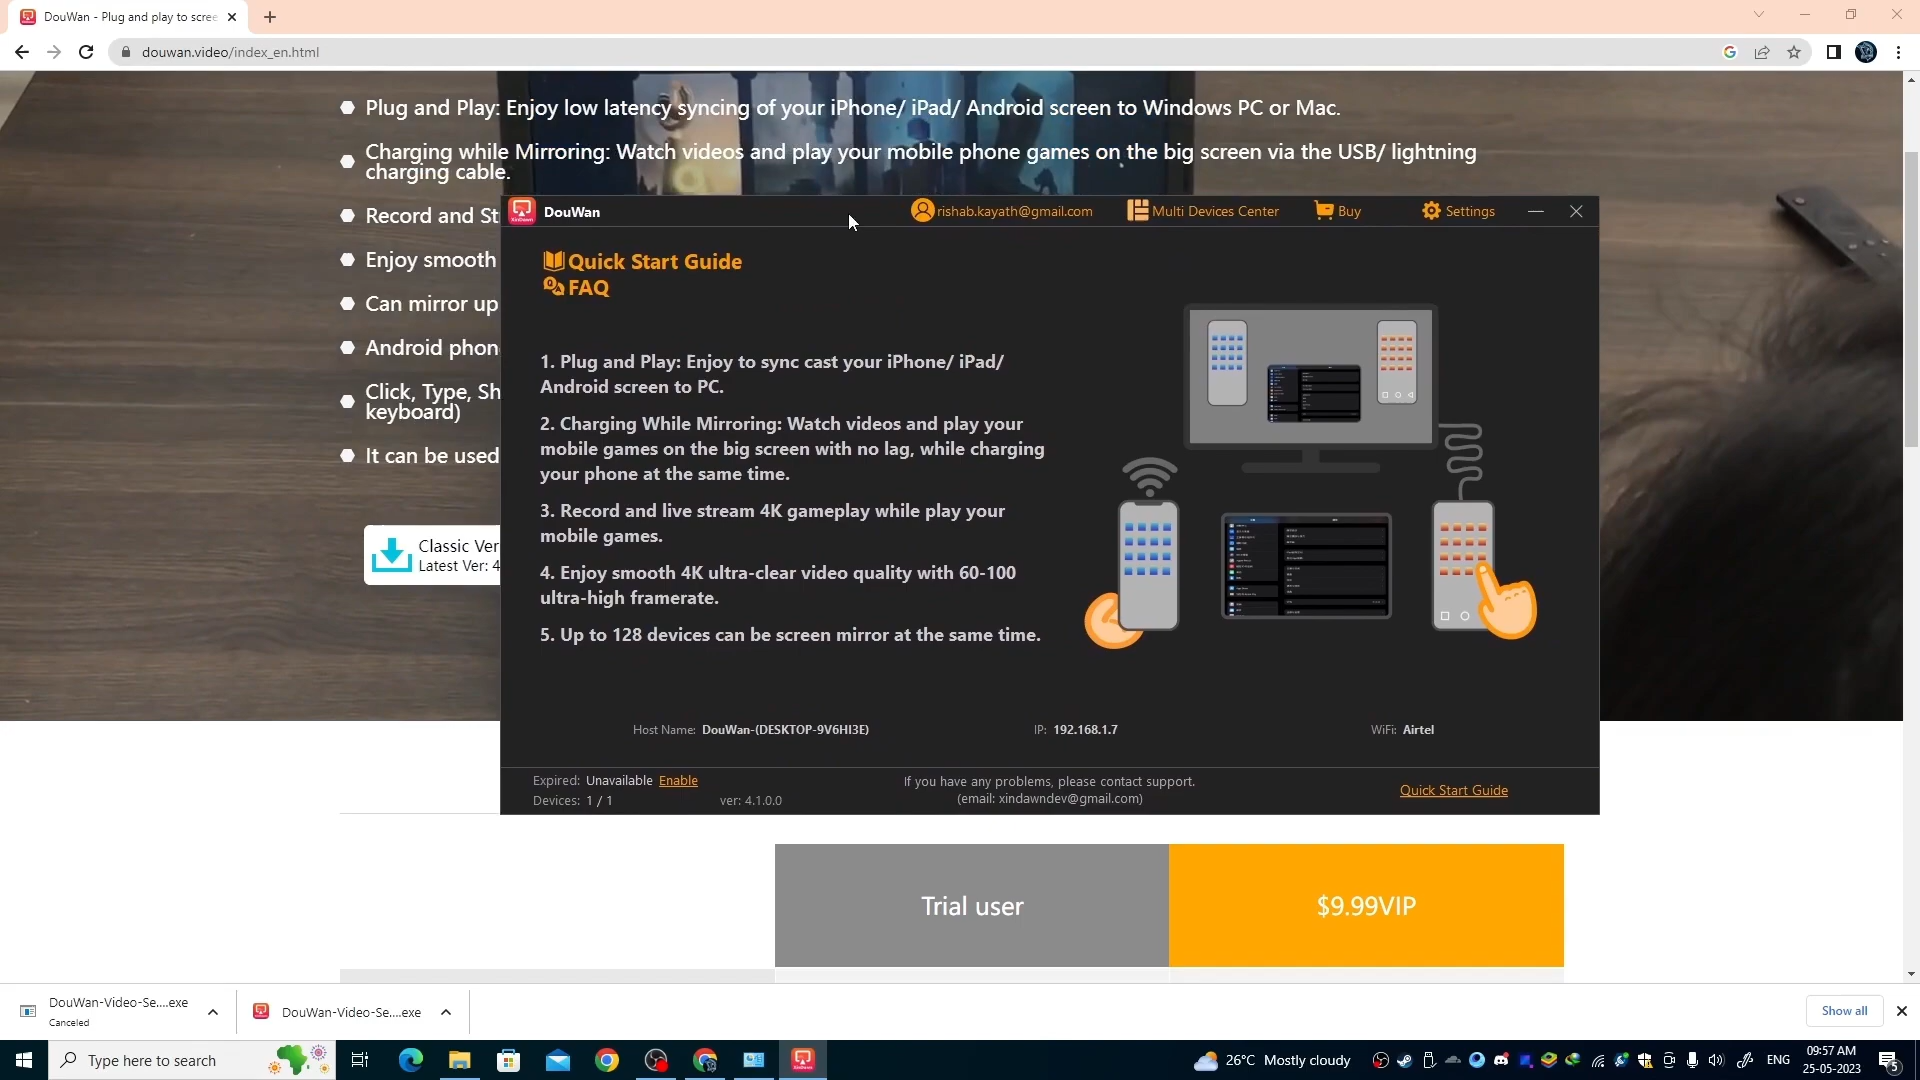 DouWan - Plug and play to scree
douwan.video/index_en.html
Plug and Play: Enjoy low latency syncing of your iPhone/ iPad/ Android screen to Windows PC or Mac.
Charging while Mirroring: Watch videos and play your mobile phone games on the big screen via the USB/ lightning
charging cable.
Record and St
Enjoy smooth
Can mirror up
Android phon
Click, Type, Sh
keyboard)
It can be used
Classic Ver
Latest Ver: 4
DouWan
rishab.kayath@gmail.com
Multi Devices Center
Buy
Settings
Quick Start Guide
FAQ
1. Plug and Play: Enjoy to sync cast your iPhone/ iPad/
Android screen to PC.
2. Charging While Mirroring: Watch videos and play your
mobile games on the big screen with no lag, while charging
your phone at the same time.
3. Record and live stream 4K gameplay while play your
mobile games.
4. Enjoy smooth 4K ultra-clear video quality with 60-100
ultra-high framerate.
5. Up to 128 devices can be screen mirror at the same time.
Host Name: DouWan-(DESKTOP-9V6HI3E)
IP: 192.168.1.7
WiFi: Airtel
Expired: Unavailable Enable
Devices: 1 / 1
ver: 4.1.0.0
If you have any problems, please contact support.
(email: xindawndev@gmail.com)
Quick Start Guide
Trial user
$9.99VIP
DouWan-Video-Se....exe
Canceled
DouWan-Video-Se....exe
Show all
Type here to search
26°C Mostly cloudy
ENG
09:57 AM
25-05-2023
5